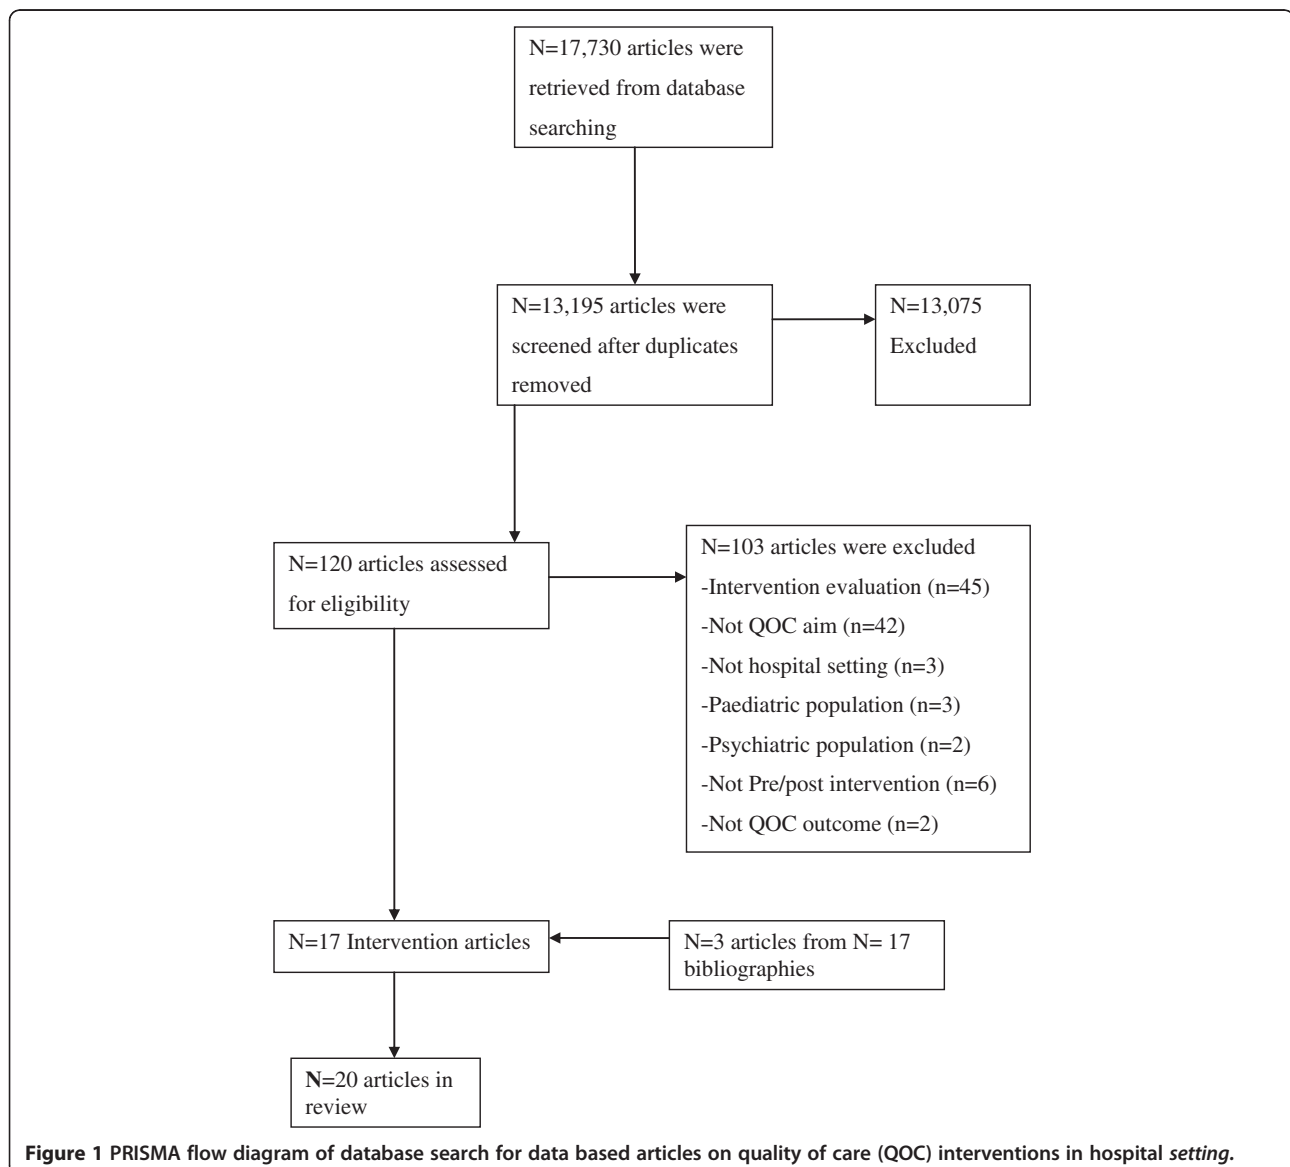 N=17,730 articles were
retrieved from database
searching
N=13,195 articles were
screened after duplicates
removed
N=13,075
Excluded
N=120 articles assessed
for eligibility
N=103 articles were excluded
-Intervention evaluation (n=45)
-Not QOC aim (n=42)
-Not hospital setting (n=3)
-Paediatric population (n=3)
-Psychiatric population (n=2)
-Not Pre/post intervention (n=6)
-Not QOC outcome (n=2)
N=17 Intervention articles
N=3 articles from N= 17
bibliographies
N=20 articles in
review
Figure 1 PRISMA flow diagram of database search for data based articles on quality of care (QOC) interventions in hospital setting.